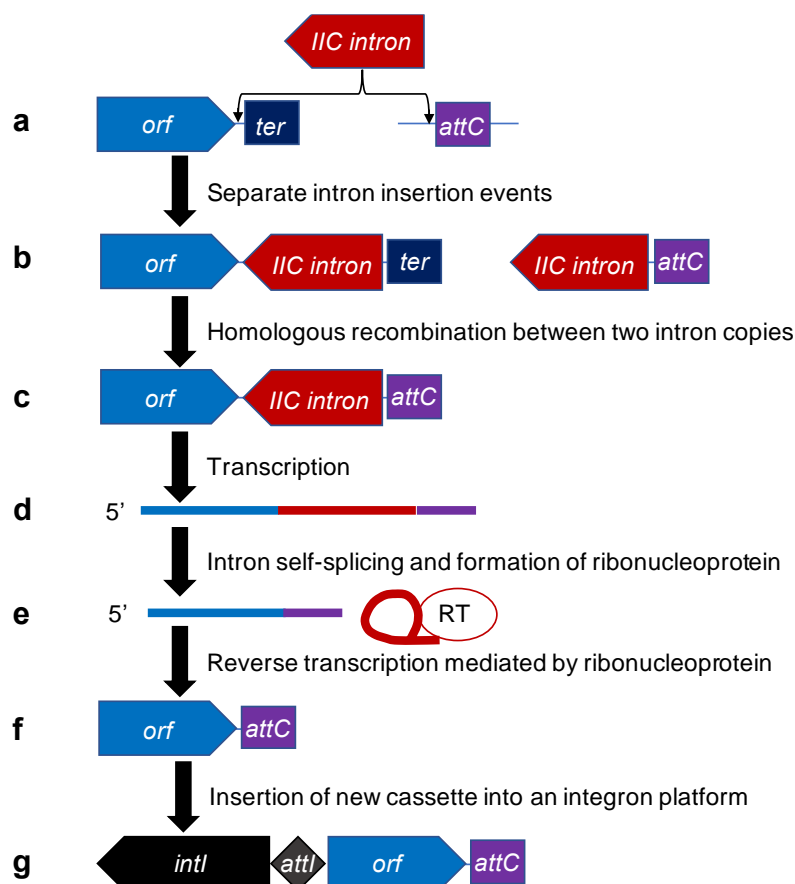 IIC intron
a orf ter attC
Separate intron insertion events
b orf IIC intron ter IIC intron attC
Homologous recombination between two intron copies
c orf IIC intron attC
Transcription
d 5’
Intron self-splicing and formation of ribonucleoprotein
e 5’ RT
Reverse transcription mediated by ribonucleoprotein
f orf attC
Insertion of new cassette into an integron platform
g intI attI orf attC